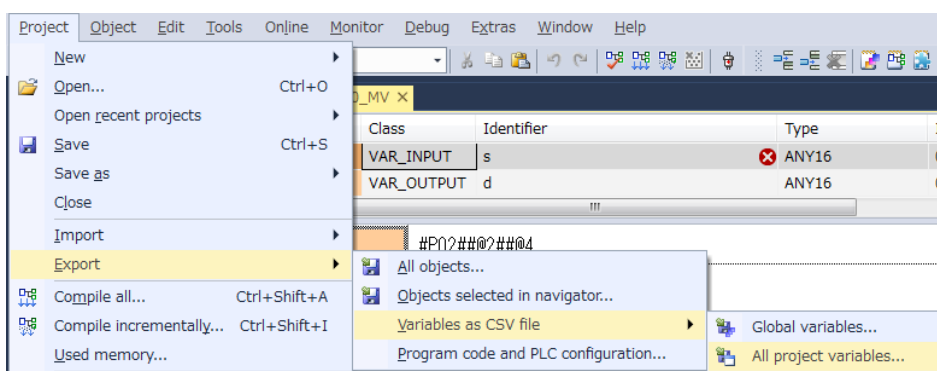 Project Object Edit Tools Online Monitor Debug Extras Window Help
New
Open... Ctrl+O
_MV
Open recent projects
Class Identifier Type
Save Ctrl+S
VAR_INPUT s ANY16
Save as
VAR_OUTPUT d ANY16
Close
Import
#P02##@2##@4
Export
All objects...
Compile all... Ctrl+Shift+A
Objects selected in navigator...
Compile incrementally... Ctrl+Shift+I
Variables as CSV file
Global variables...
Used memory...
Program code and PLC configuration...
All project variables...